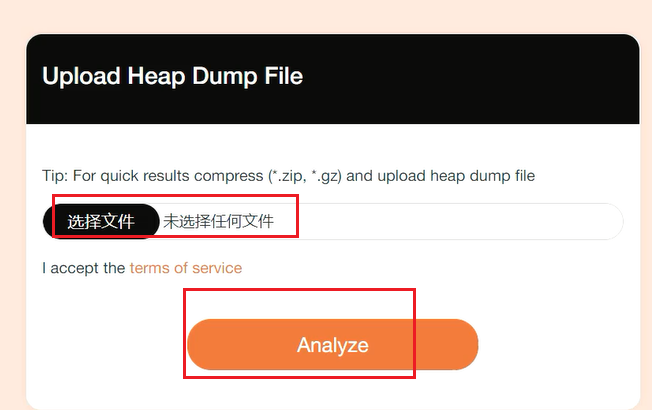 Upload Heap Dump File
Tip: For quick results compress (*.zip, *.gz) and upload heap dump file
选择文件 未选择任何文件
I accept the terms of service
Analyze